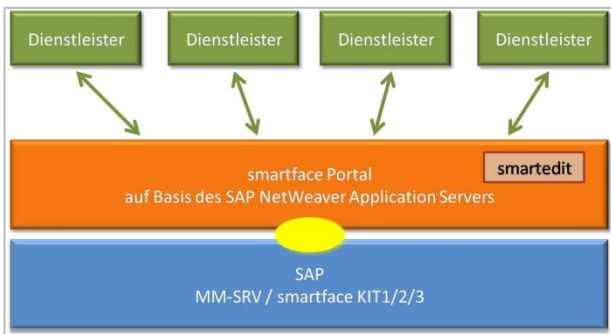 Dienstleister
Dienstleister
Dienstleister
Dienstleister
smartedit
smartface Portal
auf Basis des SAP NetWeaver Application Servers
SAP
MM-SRV / smartface KIT1/2/3